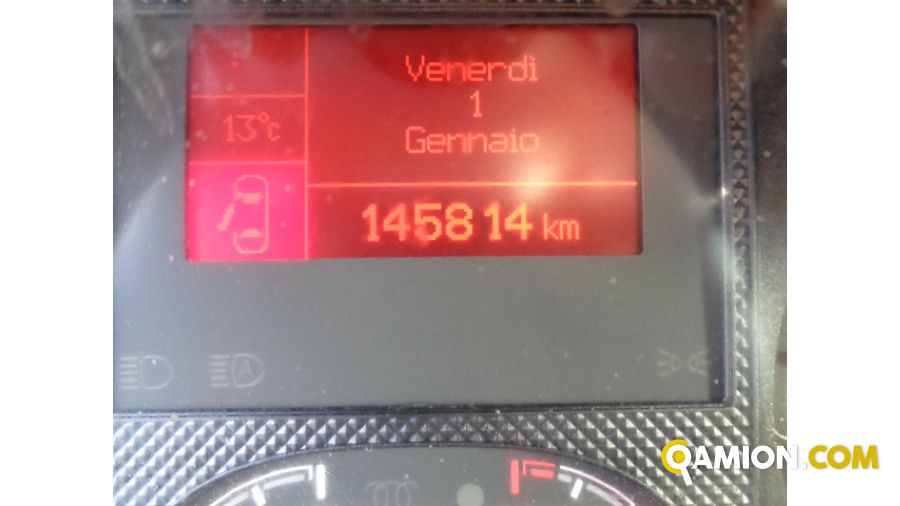 Venerdì
1
13°c
Gennaio
145814 km
A
QAMION.COM